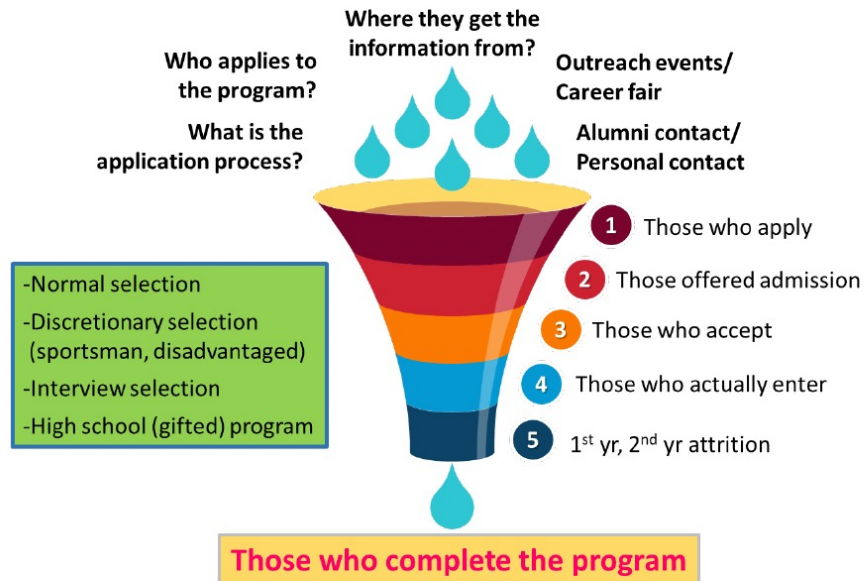 Where they get the
information from?
Who applies to
the program?
Outreach events/
Career fair
What is the
application process?
Alumni contact/
Personal contact
1 Those who apply
2 Those offered admission
3 Those who accept
4 Those who actually enter
5 1st yr, 2nd yr attrition
-Normal selection
-Discretionary selection
(sportsman, disadvantaged)
-Interview selection
-High school (gifted) program
Those who complete the program